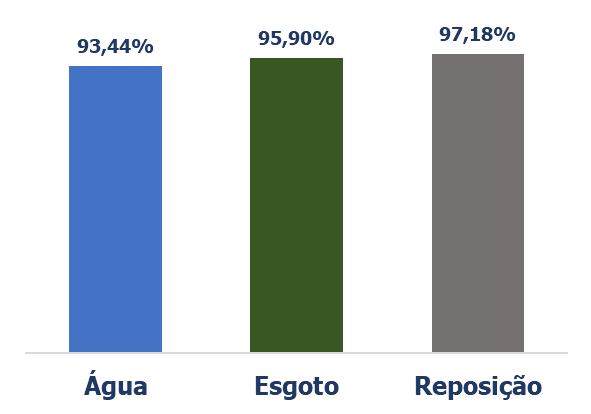 93,44%
95,90%
97,18%
Água
Esgoto
Reposição